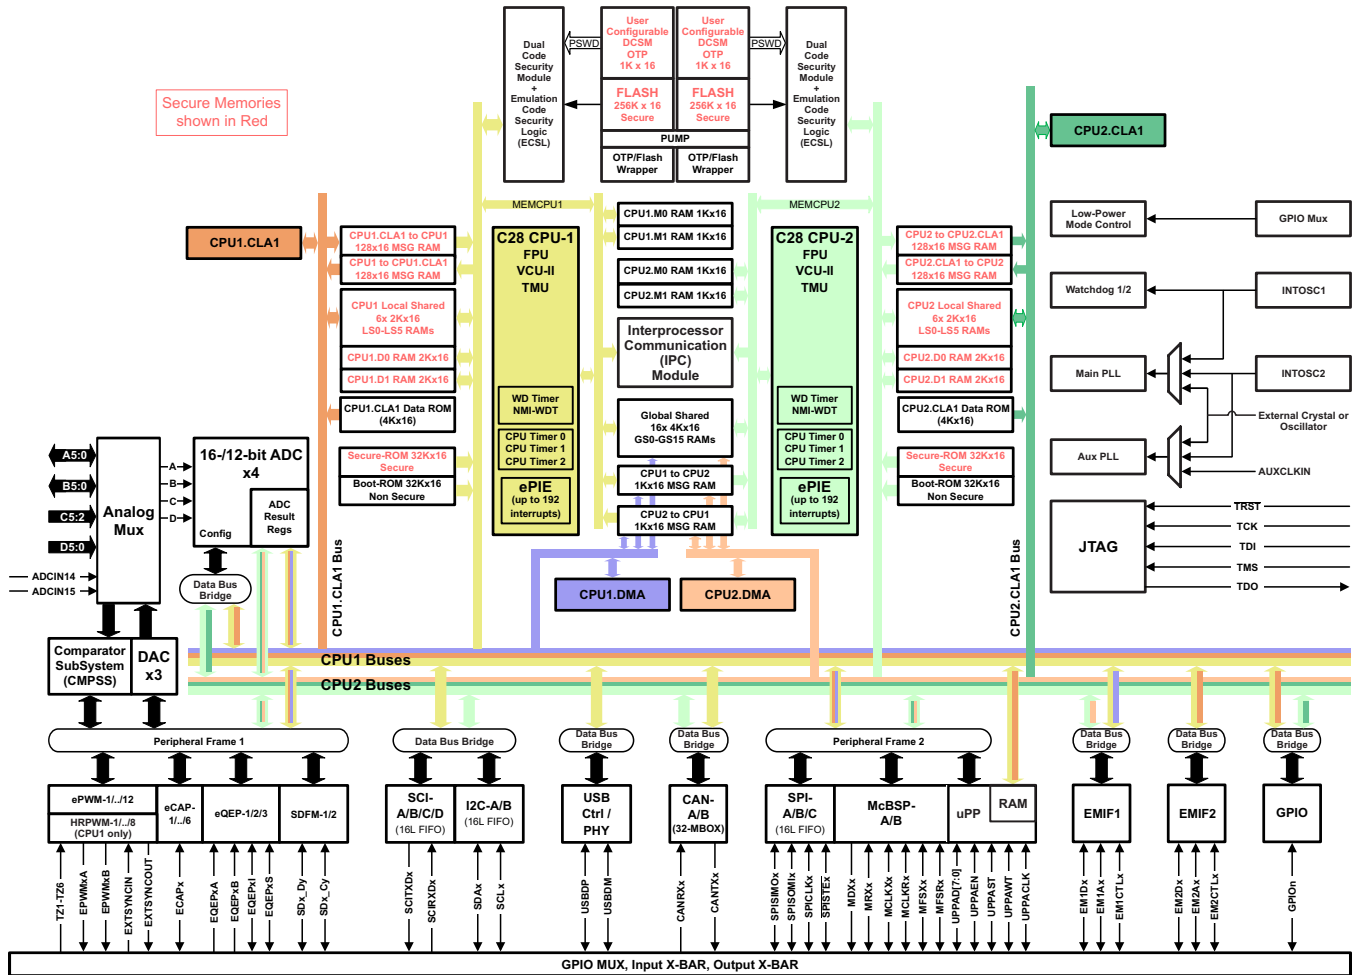 Secure Memories
shown in Red
Dual
Code
Security
Module
+
Emulation
Code
Security
Logic
(ECSL)
PSWD
User
Configurable
DCSM
OTP
1K x 16
User
Configurable
DCSM
OTP
1K x 16
PSWD
Dual
Code
Security
Module
+
Emulation
Code
Security
Logic
(ECSL)
FLASH
256K x 16
Secure
FLASH
256K x 16
Secure
PUMP
OTP/Flash
Wrapper
OTP/Flash
Wrapper
CPU2.CLA1
MEMCPU1
MEMCPU2
CPU1.CLA1
CPU1.CLA1 to CPU1
128x16 MSG RAM
CPU1 to CPU1.CLA1
128x16 MSG RAM
CPU1 Local Shared
6x 2Kx16
LS0-LS5 RAMs
CPU1.D0 RAM 2Kx16
CPU1.D1 RAM 2Kx16
CPU1.CLA1 Data ROM
(4Kx16)
Secure-ROM 32Kx16
Secure
Boot-ROM 32Kx16
Non Secure
C28 CPU-1
FPU
VCU-II
TMU
WD Timer
NMI-WDT
CPU Timer 0
CPU Timer 1
CPU Timer 2
ePIE
(up to 192
interrupts)
CPU1.M0 RAM 1Kx16
CPU1.M1 RAM 1Kx16
CPU2.M0 RAM 1Kx16
CPU2.M1 RAM 1Kx16
Interprocessor
Communication
(IPC)
Module
Global Shared
16x 4Kx16
GS0-GS15 RAMs
CPU1 to CPU2
1Kx16 MSG RAM
CPU2 to CPU1
1Kx16 MSG RAM
C28 CPU-2
FPU
VCU-II
TMU
WD Timer
NMI-WDT
CPU Timer 0
CPU Timer 1
CPU Timer 2
ePIE
(up to 192
interrupts)
CPU2 to CPU2.CLA1
128x16 MSG RAM
CPU2.CLA1 to CPU2
128x16 MSG RAM
CPU2 Local Shared
6x 2Kx16
LS0-LS5 RAMs
CPU2.D0 RAM 2Kx16
CPU2.D1 RAM 2Kx16
CPU2.CLA1 Data ROM
(4Kx16)
Secure-ROM 32Kx16
Secure
Boot-ROM 32Kx16
Non Secure
Low-Power
Mode Control
GPIO Mux
Watchdog 1/2
INTOSC1
Main PLL
INTOSC2
External Crystal or
Oscillator
Aux PLL
AUXCLKIN
JTAG
TRST
TCK
TDI
TMS
TDO
A5:0
B5:0
C5:2
D5:0
ADCIN14
ADCIN15
Analog
Mux
A
B
C
D
16-/12-bit ADC
x4
ADC
Result
Regs
Config
Data Bus
Bridge
CPU1.CLA1 Bus
CPU2.CLA1 Bus
CPU1.DMA
CPU2.DMA
Comparator
SubSystem
(CMPSS)
DAC
x3
CPU1 Buses
CPU2 Buses
Peripheral Frame 1
Data Bus Bridge
Data Bus
Bridge
Data Bus
Bridge
Peripheral Frame 2
Data Bus
Bridge
Data Bus
Bridge
Data Bus
Bridge
ePWM-1/../12
HRPWM-1/../8
(CPU1 only)
eCAP-
1/../6
eQEP-1/2/3
SDFM-1/2
SCI-
A/B/C/D
(16L FIFO)
I2C-A/B
(16L FIFO)
USB
Ctrl /
PHY
CAN-
A/B
(32-MBOX)
SPI-
A/B/C
(16L FIFO)
McBSP-
A/B
uPP
RAM
EMIF1
EMIF2
GPIO
TZ1-TZ6
EPWMxA
EPWMxB
EXTSYNCIN
EXTSYNCOUT
ECAPx
EQEPxA
EQEPxB
EQEPxI
EQEPxS
SDx_Dy
SDx_Cy
SCITXDx
SCIRXDx
SDAx
SCLx
USBDP
USBDM
CANRXx
CANTXx
SPISIMOx
SPISOMIx
SPICLKx
SPISTEx
MDXx
MRXx
MCLKXx
MCLKRx
MFSXx
MFSRx
UPPAD[7:0]
UPPAEN
UPPAST
UPPAWT
UPPACLK
EM1Dx
EM1Ax
EM1CTLx
EM2Dx
EM2Ax
EM2CTLx
GPIOn
GPIO MUX, Input X-BAR, Output X-BAR